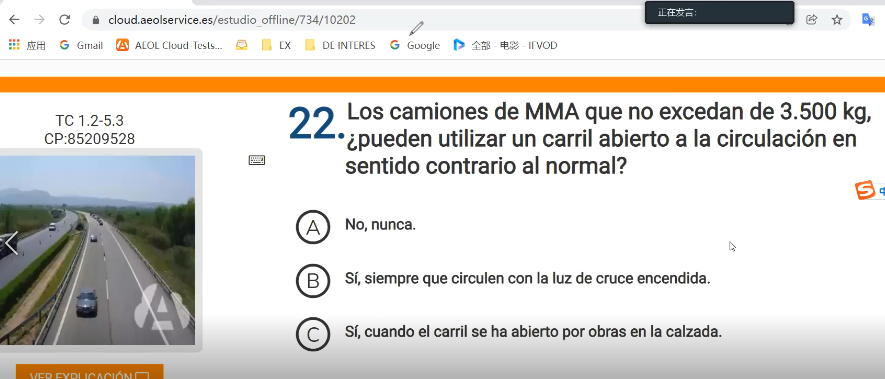 正在发言:
cloud.aeolservice.es/estudio_offline/734/10202
应用 Gmail AEOL Cloud-Tests... EX DE INTERES Google 全部 - 电影 - IFVOD
TC 1.2-5.3
CP:85209528
22. Los camiones de MMA que no excedan de 3.500 kg,
¿pueden utilizar un carril abierto a la circulación en
sentido contrario al normal?
A No, nunca.
B Sí, siempre que circulen con la luz de cruce encendida.
C Sí, cuando el carril se ha abierto por obras en la calzada.
VER EXPLICACIÓN